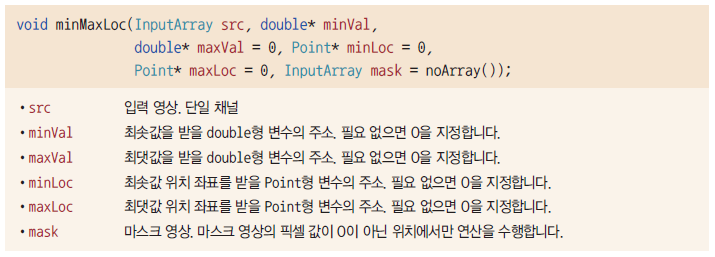 void minMaxLoc(InputArray src, double* minVal,
double* maxVal = 0, Point* minLoc = 0,
Point* maxLoc = 0, InputArray mask = noArray());
• src 입력 영상. 단일 채널
• minVal 최솟값을 받을 double형 변수의 주소. 필요 없으면 0을 지정합니다.
• maxVal 최댓값을 받을 double형 변수의 주소. 필요 없으면 0을 지정합니다.
• minLoc 최솟값 위치 좌표를 받을 Point형 변수의 주소. 필요 없으면 0을 지정합니다.
• maxLoc 최댓값 위치 좌표를 받을 Point형 변수의 주소. 필요 없으면 0을 지정합니다.
• mask 마스크 영상. 마스크 영상의 픽셀 값이 0이 아닌 위치에서만 연산을 수행합니다.